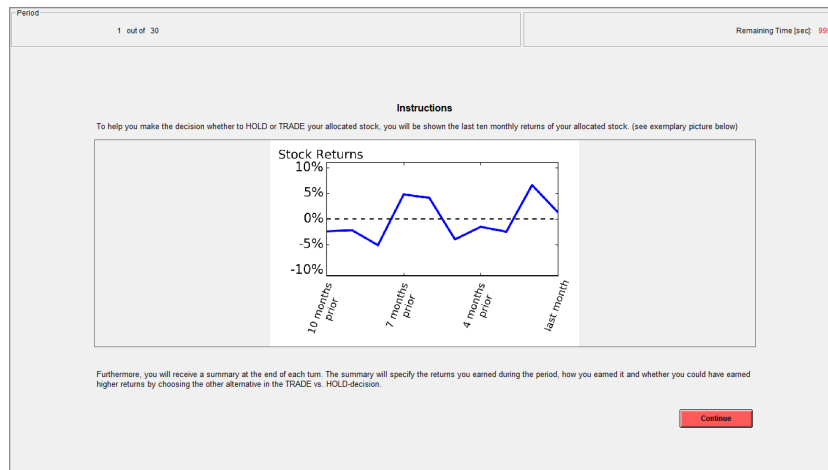 Period
1 out of 30
Remaining Time [sec]: 999
Instructions
To help you make the decision whether to HOLD or TRADE your allocated stock, you will be shown the last ten monthly returns of your allocated stock. (see exemplary picture below)
Stock Returns
10%
5%
0%
-5%
-10%
10 months
prior
7 months
prior
4 months
prior
last month
Furthermore, you will receive a summary at the end of each turn. The summary will specify the returns you earned during the period, how you earned it and whether you could have earned
higher returns by choosing the other alternative in the TRADE vs. HOLD-decision.
Continue